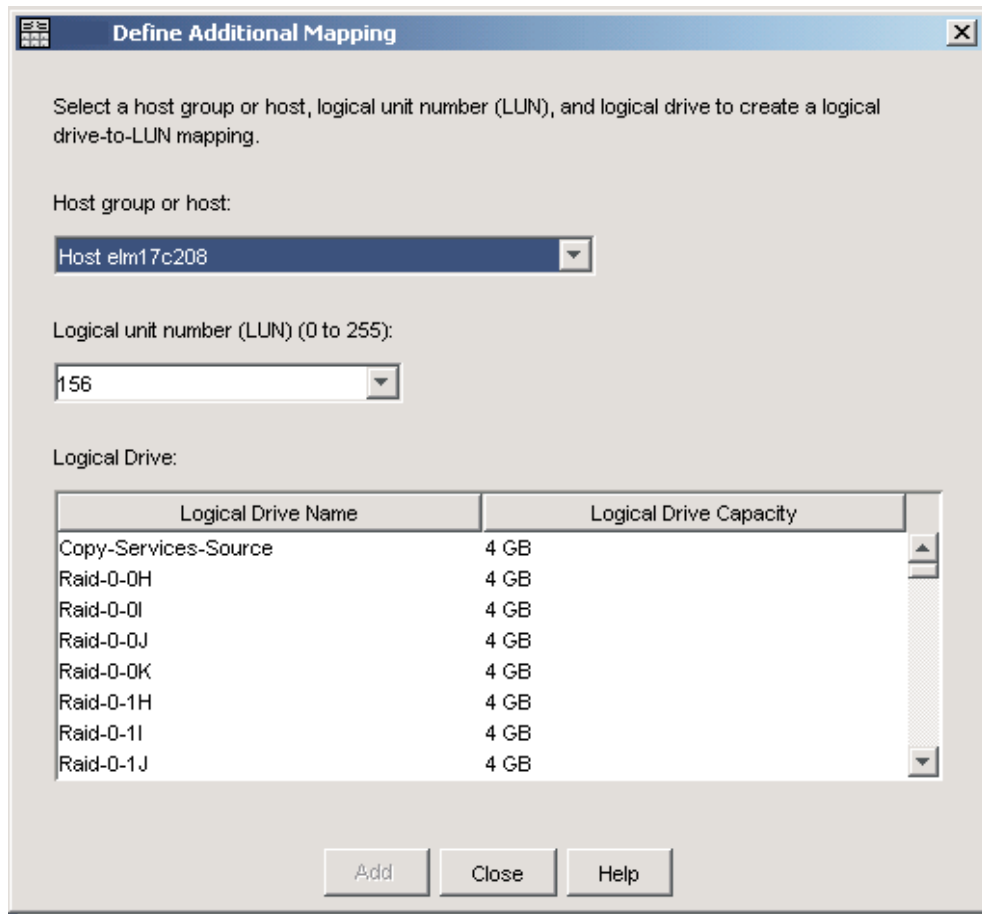 Define Additional Mapping
Select a host group or host, logical unit number (LUN), and logical drive to create a logical
drive-to-LUN mapping.
Host group or host:
Host elm17c208
Logical unit number (LUN) (0 to 255):
156
Logical Drive:
Logical Drive Name Logical Drive Capacity
Copy-Services-Source 4 GB
Raid-0-0H 4 GB
Raid-0-0I 4 GB
Raid-0-0J 4 GB
Raid-0-0K 4 GB
Raid-0-1H 4 GB
Raid-0-1I 4 GB
Raid-0-1J 4 GB
Add Close Help